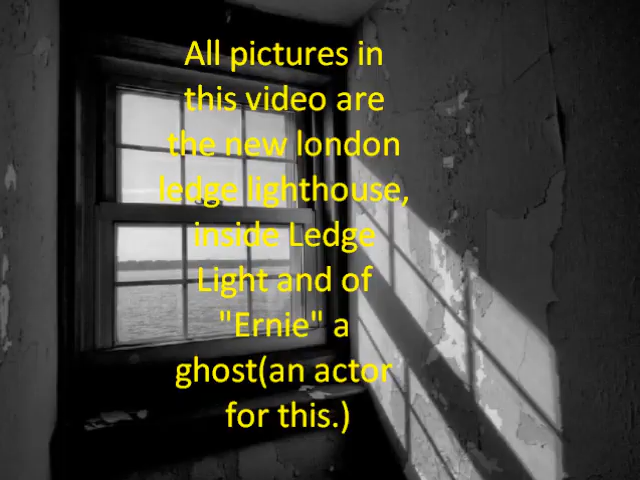 All pictures in
this video are
the new london
ledge lighthouse,
inside Ledge
Light and of
"Ernie" a
ghost(an actor
for this.)